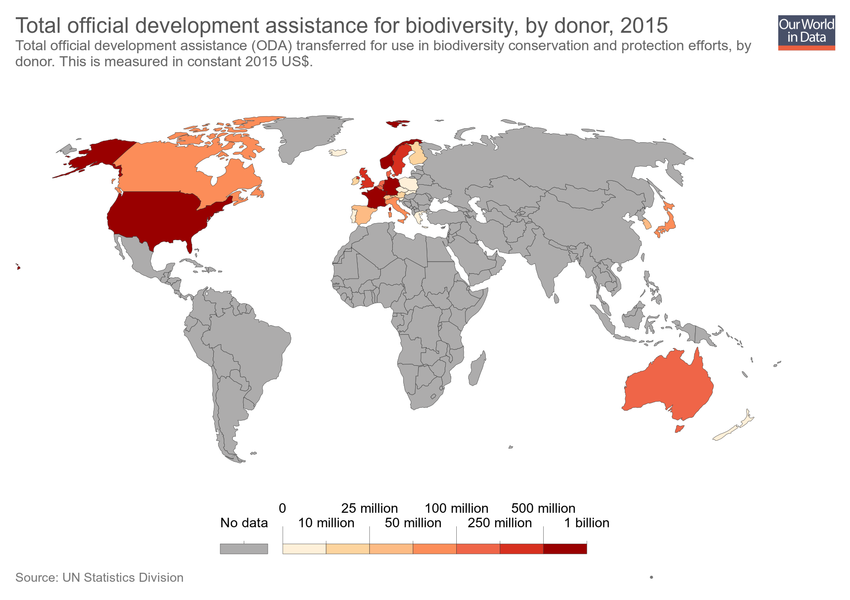 Total official development assistance for biodiversity, by donor, 2015
Our World
in Data
Total official development assistance (ODA) transferred for use in biodiversity conservation and protection efforts, by
donor. This is measured in constant 2015 US$.
0 25 million 100 million 500 million
No data 10 million 50 million 250 million 1 billion
Source: UN Statistics Division